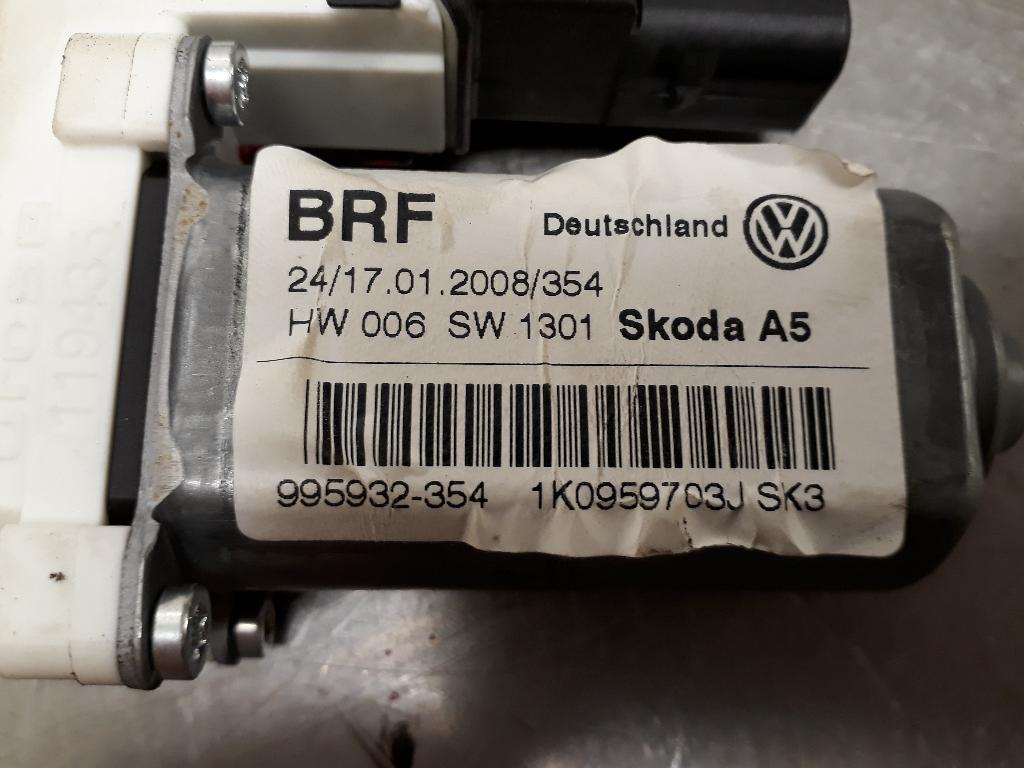 BRF Deutschland
24/17.01.2008/354
HW 006 SW 1301 Skoda A5
995932-354 1K0959703J SK3